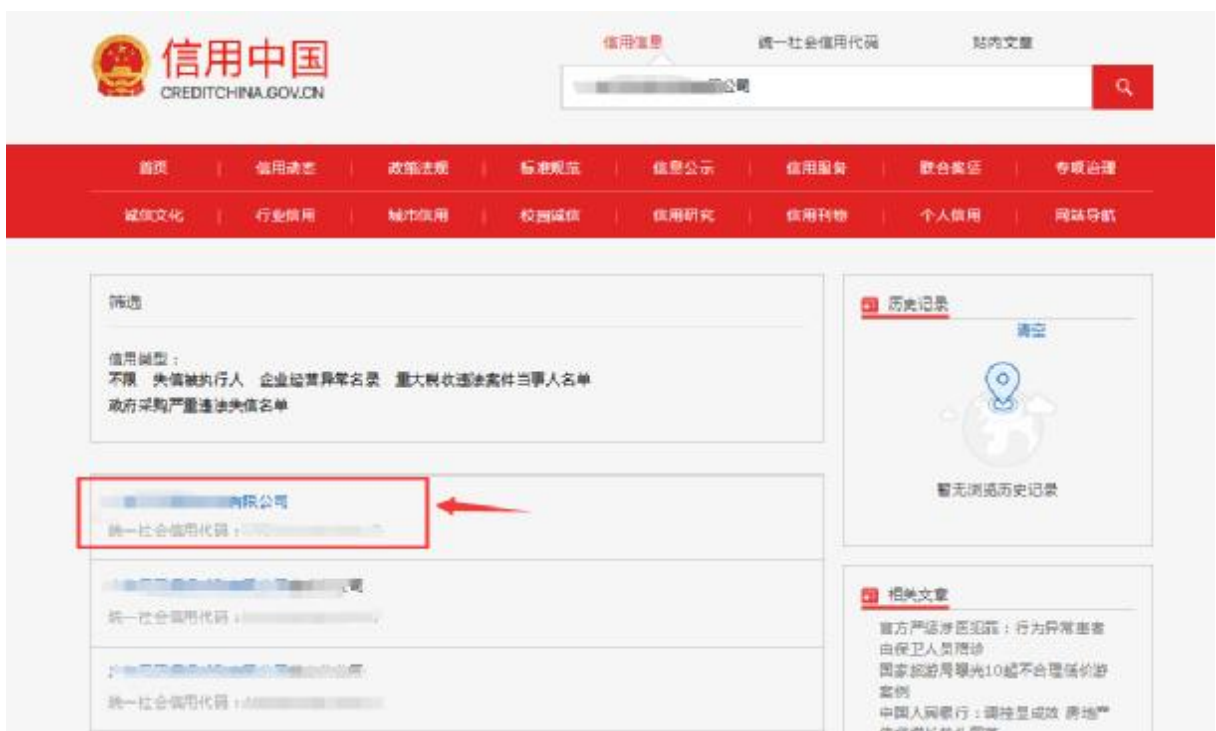 信用中国
CREDITCHINA.GOV.CN
信用信息 统一社会信用代码 站内文章
公司
首页 信用动态 政策法规 标准规范 信息公示 信用服务 联合奖惩 专项治理
诚信文化 行业信用 城市信用 校园诚信 信用研究 信用刊物 个人信用 网站导航
筛选
信用类型：
不限 失信被执行人 企业经营异常名录 重大税收违法案件当事人名单
政府采购严重违法失信名单
有限公司
统一社会信用代码：
司
统一社会信用代码：
统一社会信用代码：
历史记录
清空
暂无浏览历史记录
相关文章
官方严惩涉医犯罪：行为异常患者
由保卫人员陪诊
国家旅游局曝光10起不合理低价游
案例
中国人民银行：调控显成效 房地产